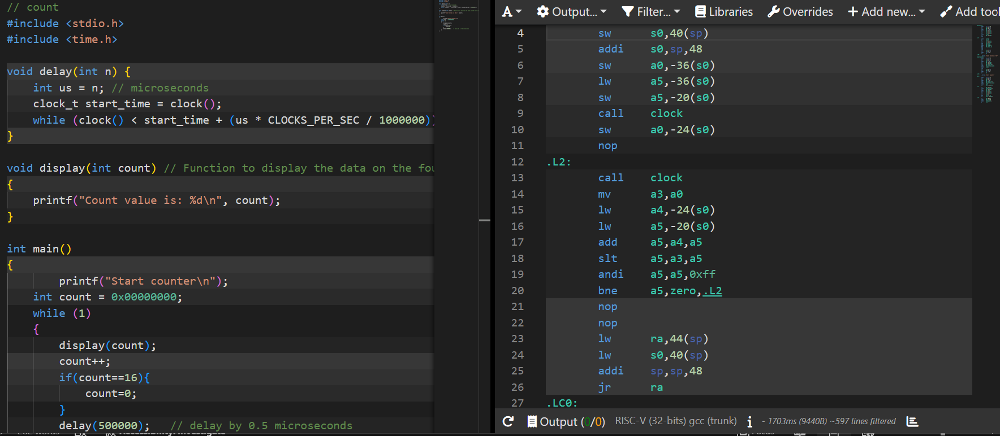 // count
#include <stdio.h>
#include <time.h>
void delay(int n) {
    int us = n; // microseconds
    clock_t start_time = clock();
    while (clock() < start_time + (us * CLOCKS_PER_SEC / 1000000))
}
void display(int count) // Function to display the data on the fou
{
    printf("Count value is: %d\n", count);
}
int main()
{
        printf("Start counter\n");
    int count = 0x00000000;
    while (1)
    {
        display(count);
        count++;
        if(count==16){
            count=0;
        }
        delay(500000);   // delay by 0.5 microseconds
A Output... Filter... Libraries Overrides + Add new... Add tool
4 sw s0,40(sp)
5 addi s0,sp,48
6 sw a0,-36(s0)
7 lw a5,-36(s0)
8 sw a5,-20(s0)
9 call clock
10 sw a0,-24(s0)
11 nop
12 .L2:
13 call clock
14 mv a3,a0
15 lw a4,-24(s0)
16 lw a5,-20(s0)
17 add a5,a4,a5
18 slt a5,a3,a5
19 andi a5,a5,0xff
20 bne a5,zero,.L2
21 nop
22 nop
23 lw ra,44(sp)
24 lw s0,40(sp)
25 addi sp,sp,48
26 jr ra
27 .LC0:
Output (0/0) RISC-V (32-bits) gcc (trunk) i - 1703ms (9440B) ~597 lines filtered